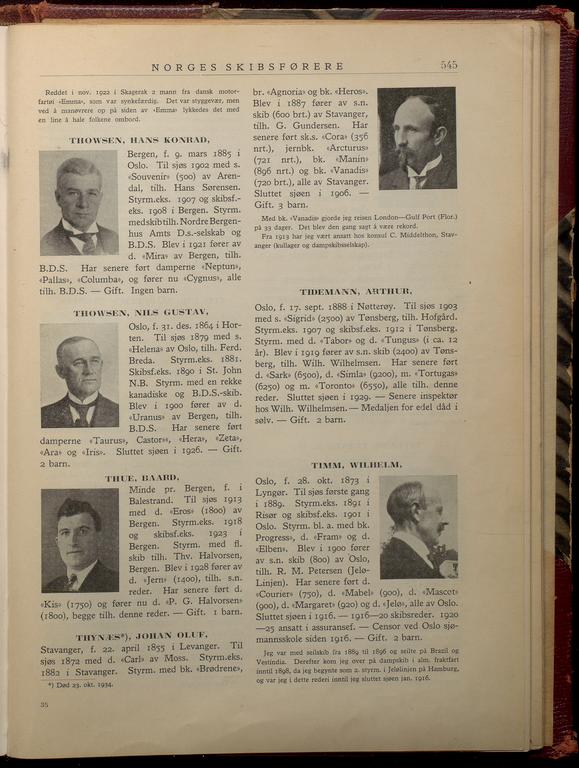 NORGES SKIBSFØRERE 545
Reddet i nov. 1922 i Skagerak 2 mann fra dansk motor-
fartøi «Emma», som var synkefærdig. Det var styggevær, men
ved å manøvrere op på siden av «Emma» lykkedes det med
en line å hale folkene ombord.
THOWSEN, HANS KONRAD,
Bergen, f. 9. mars 1885 i
Oslo. Til sjøs 1902 med s.
«Souvenir» (500) av Aren-
dal, tilh. Hans Sørensen.
Styrm.eks. 1907 og skibsf.-
eks. 1908 i Bergen. Styrm.
med skib tilh. Nordre Bergen-
hus Amts D.s.-selskab og
B.D.S. Blev i 1921 fører av
d. «Mira» av Bergen, tilh.
B.D.S. Har senere ført damperne «Neptun»,
«Pallas», «Columba», og fører nu «Cygnus», alle
tilh. B.D.S. — Gift. Ingen barn.
THOWSEN, NILS GUSTAV,
Oslo, f. 31. des. 1864 i Hor-
ten. Til sjøs 1879 med s.
«Helena» av Oslo, tilh. Ferd.
Breda. Styrm.eks. 1881.
Skibsf.eks. 1890 i St. John
N.B. Styrm. med en rekke
kanadiske og B.D.S.-skib.
Blev i 1900 fører av d.
«Uranus» av Bergen, tilh.
B.D.S. Har senere ført
damperne «Taurus», Castor», «Hera», «Zeta»,
«Ara» og «Iris». Sluttet sjøen i 1926. — Gift.
2 barn.
THUE, BAARD,
Minde pr. Bergen, f. i
Balestrand. Til sjøs 1913
med d. «Eros» (1800) av
Bergen. Styrm.eks. 1918
og skibsf.eks. 1923 i
Bergen. Styrm. med fl.
skib tilh. Thv. Halvorsen,
Bergen. Blev i 1928 fører av
d. «Jern» (1400), tilh. s.n.
reder. Har senere ført d.
«Kis» (1750) og fører nu d. «P. G. Halvorsen»
(1800), begge tilh. denne reder. — Gift. 1 barn.
THYNÆS*), JOHAN OLUF,
Stavanger, f. 22. april 1855 i Levanger. Til
sjøs 1872 med d. «Carl» av Moss. Styrm.eks.
1882 i Stavanger. Styrm. med bk. «Brødrene»,
*) Død 23. okt. 1934.
35
br. «Agnoria» og bk. «Heros».
Blev i 1887 fører av s.n.
skib (600 brt.) av Stavanger,
tilh. G. Gundersen. Har
senere ført sk.s. «Cora» (356
nrt.), jernbk. «Arcturus»
(721 nrt.), bk. «Manin»
(896 nrt.) og bk. «Vanadis»
(720 brt.), alle av Stavanger.
Sluttet sjøen i 1906. —
Gift. 3 barn.
Med bk. «Vanadis» gjorde jeg reisen London—Gulf Port (Flor.)
på 33 dager. Det blev den gang sagt å være rekord.
Fra 1913 har jeg vært ansatt hos konsul C. Middelthon, Stav-
anger (kullager og dampskibsselskap).
TIDEMANN, ARTHUR,
Oslo, f. 17. sept. 1888 i Nøtterøy. Til sjøs 1903
med s. «Sigrid» (2500) av Tønsberg, tilh. Hofgård.
Styrm.eks. 1907 og skibsf.eks. 1912 i Tønsberg.
Styrm. med d. «Tabor» og d. «Tungus» (i ca. 12
år). Blev i 1919 fører av s.n. skib (2400) av Tøns-
berg, tilh. Wilh. Wilhelmsen. Har senere ført
d. «Sark» (6500), d. «Simla» (9200), m. «Tortugas»
(6250) og m. «Toronto» (6550), alle tilh. denne
reder. Sluttet sjøen i 1929. — Senere inspektør
hos Wilh. Wilhelmsen. — Medaljen for edel dåd i
sølv. — Gift. 2 barn.
TIMM, WILHELM,
Oslo, f. 28. okt. 1873 i
Lyngør. Til sjøs første gang
i 1889. Styrm.eks. 1891 i
Risør og skibsf.eks. 1901 i
Oslo. Styrm. bl. a. med bk.
Progress», d. «Fram» og d.
«Elben». Blev i 1900 fører
av s.n. skib (800) av Oslo,
tilh. R. M. Petersen (Jelø-
Linjen). Har senere ført d.
«Courier» (750), d. «Mabel» (900), d. «Mascot»
(900), d. «Margaret» (920) og d. «Jelø», alle av Oslo.
Sluttet sjøen i 1916. — 1916—20 skibsreder. 1920
—25 ansatt i assuransef. — Censor ved Oslo sjø-
mannsskole siden 1916. — Gift. 2 barn.
Jeg var med seilskib fra 1889 til 1896 og seilte på Brazil og
Vestindia. Derefter kom jeg over på dampskib i alm. fraktfart
inntil 1898, da jeg begynte som 2. styrm. i Jelølinjen på Hamburg,
og var jeg i dette rederi inntil jeg sluttet sjøen jan. 1916.